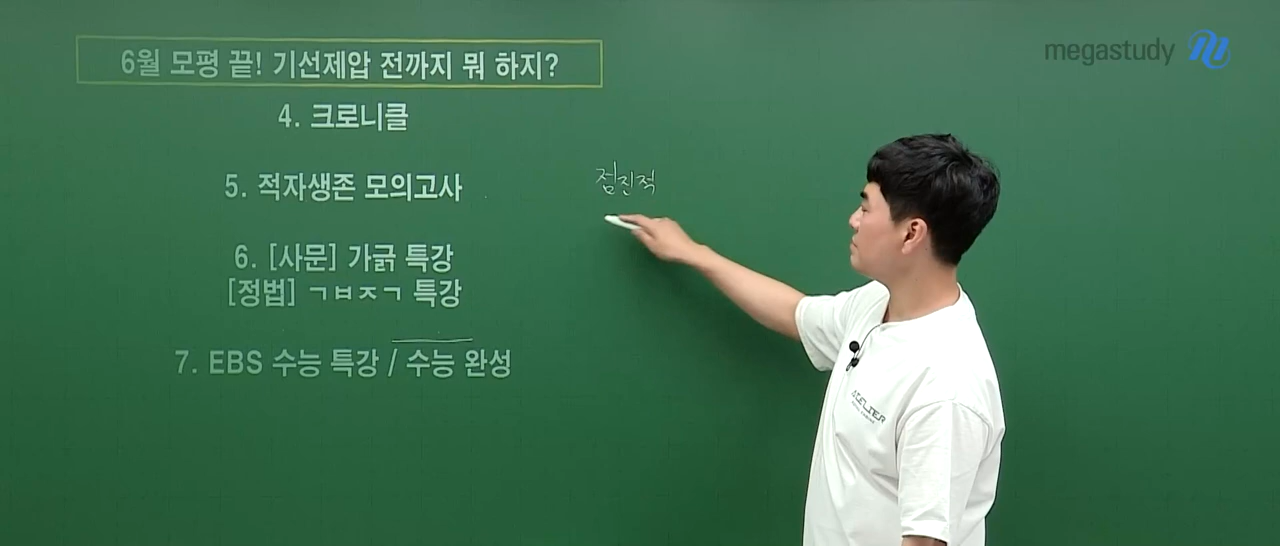 6월 모평 끝! 기선제압 전까지 뭐 하지?
megastudy
4. 크로니클
5. 적자생존 모의고사
점진적
6. [사문] 가굵 특강
[정법] ㄱㅂㅈㄱ 특강
7. EBS 수능 특강 / 수능 완성